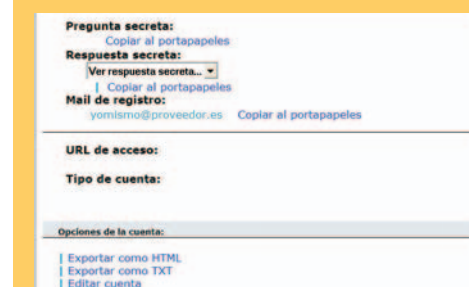 Pregunta secreta:
Copiar al portapapeles
Respuesta secreta:
Ver respuesta secreta...
| Copiar al portapapeles
Mail de registro:
yomismo@proveedor.es Copiar al portapapeles
URL de acceso:
Tipo de cuenta:
Opciones de la cuenta:
| Exportar como HTML
| Exportar como TXT
| Editar cuenta